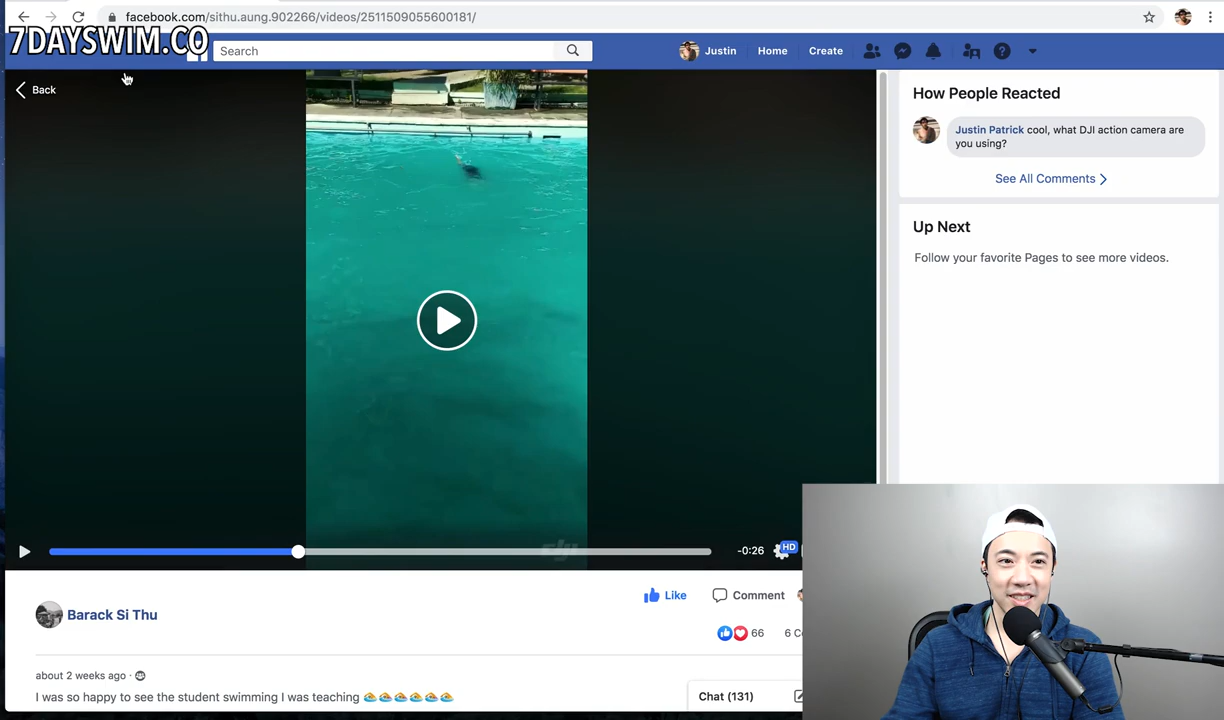 facebook.com/sithu.aung.902266/videos/2511509055600181/
7DAYSWIM.CO
Search
Justin
Home
Create
Back
How People Reacted
Justin Patrick cool, what DJI action camera are
you using?
See All Comments
Up Next
Follow your favorite Pages to see more videos.
dji
-0:26
HD
Like
Comment
Barack Si Thu
66
6 C
about 2 weeks ago ·
I was so happy to see the student swimming I was teaching
Chat (131)